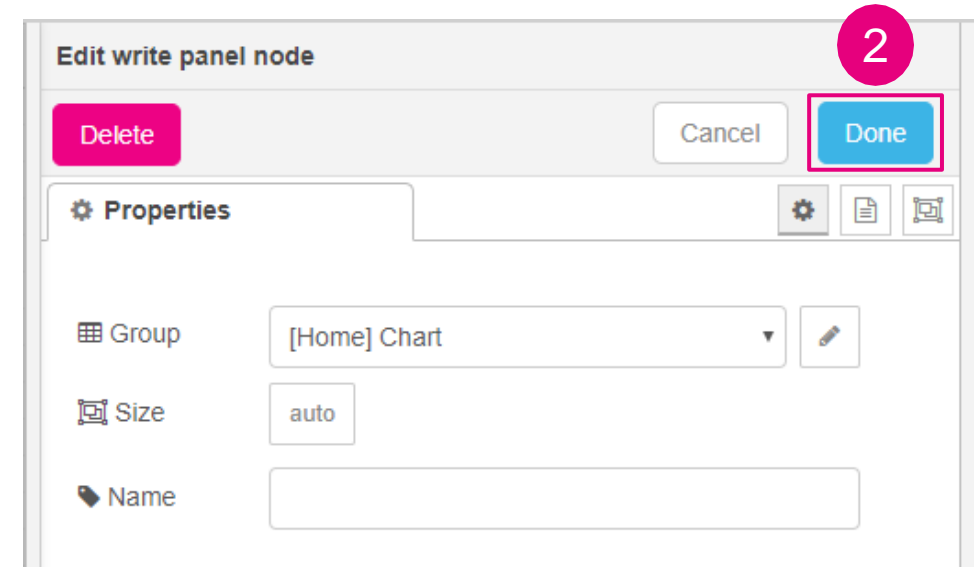 Edit write panel node
2
Delete
Cancel
Done
Properties
Group
[Home] Chart
Size
auto
Name